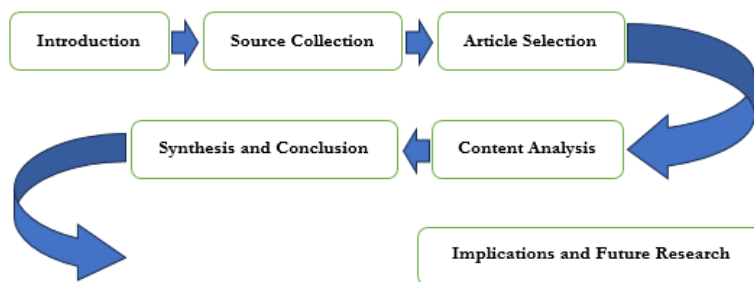 Introduction
Source Collection
Article Selection
Synthesis and Conclusion
Content Analysis
Implications and Future Research